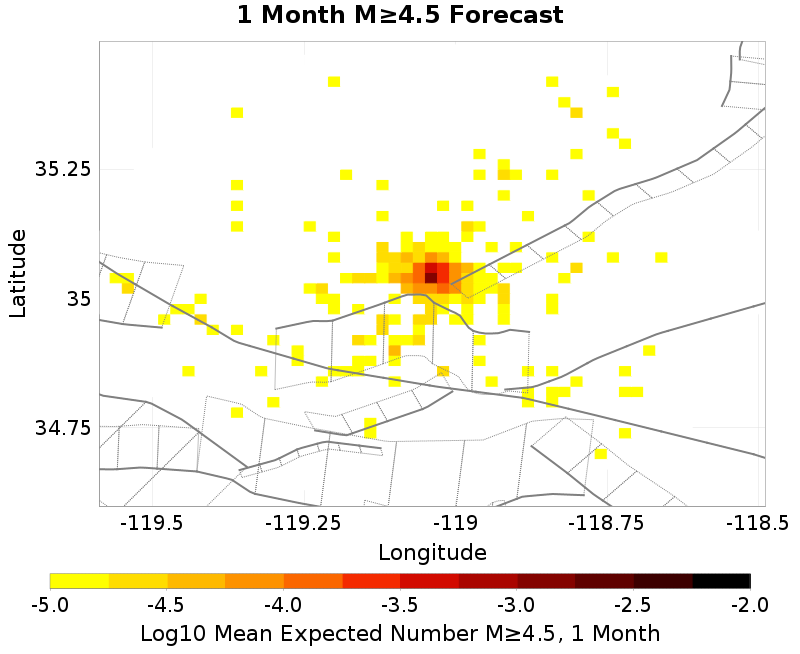 1 Month M≥4.5 Forecast
35.25
35
34.75
Latitude
-119.5 -119.25 -119 -118.75 -118.5
Longitude
-5.0 -4.5 -4.0 -3.5 -3.0 -2.5 -2.0
Log10 Mean Expected Number M≥4.5, 1 Month